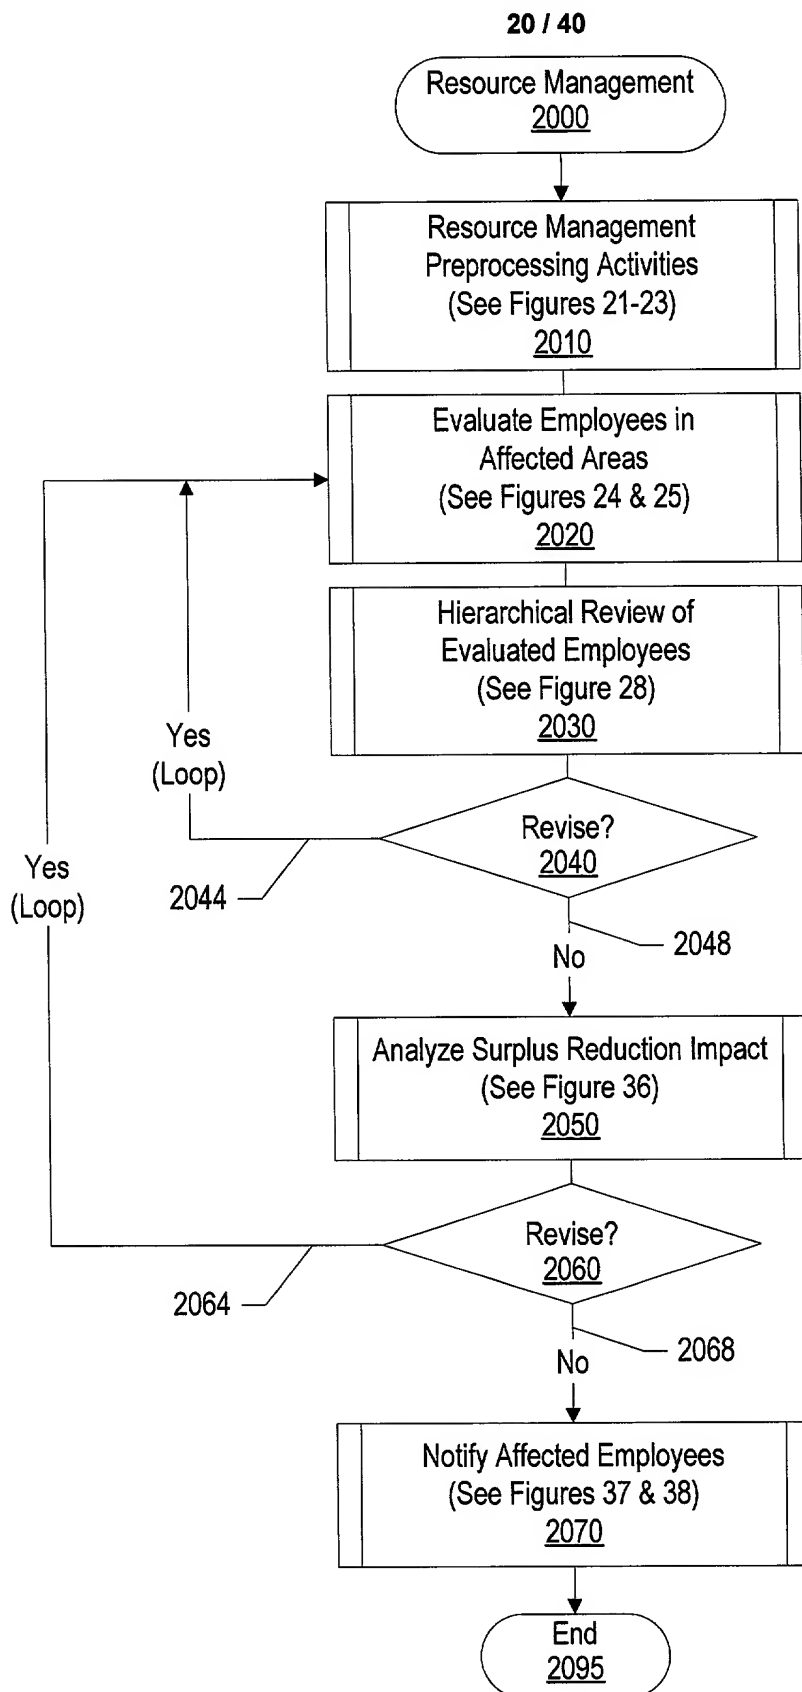 20 / 40
Resource Management
2000
Resource Management
Preprocessing Activities
(See Figures 21-23)
2010
Evaluate Employees in
Affected Areas
(See Figures 24 & 25)
2020
Hierarchical Review of
Evaluated Employees
(See Figure 28)
2030
Yes
(Loop)
Revise?
2040
Yes
(Loop)
2044
2048
No
Analyze Surplus Reduction Impact
(See Figure 36)
2050
Revise?
2060
2064
2068
No
Notify Affected Employees
(See Figures 37 & 38)
2070
End
2095